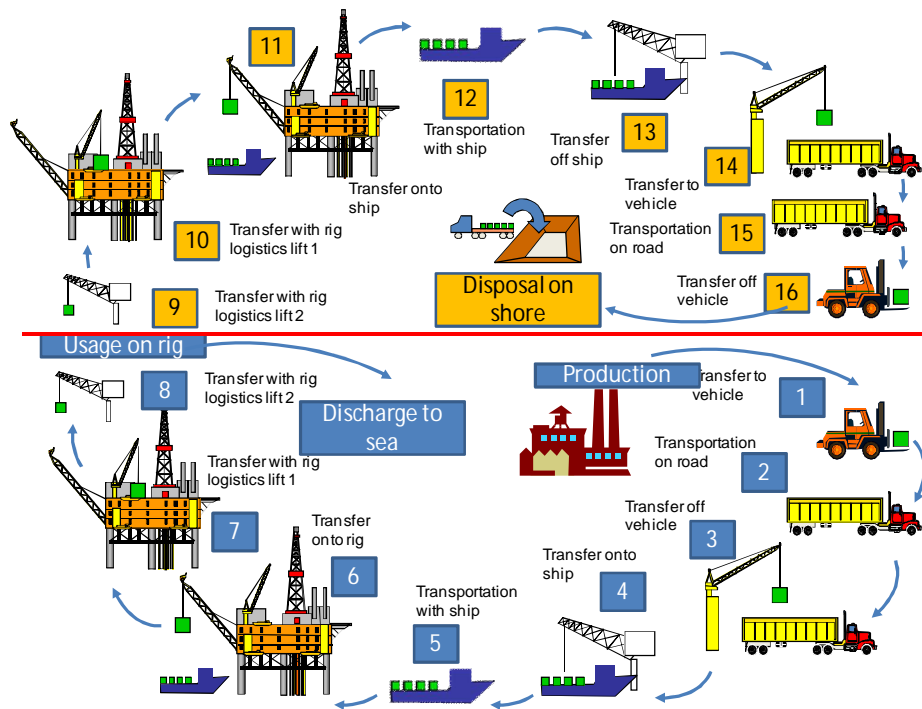 11
12
Transportation
with ship
13
Transfer
off ship
14
Transfer to
vehicle
Transfer onto
ship
10
Transfer with rig
logistics lift 1
15
Transportation
on road
9
Transfer with rig
logistics lift 2
Disposal on
shore
Transfer off
vehicle
16
Usage on rig
8
Transfer with rig
logistics lift 2
Discharge to
sea
Production
Transfer to
vehicle
1
Transportation
on road
2
Transfer with rig
logistics lift 1
7
Transfer
onto rig
6
Transfer off
vehicle
3
Transfer onto
ship
4
Transportation
with ship
5